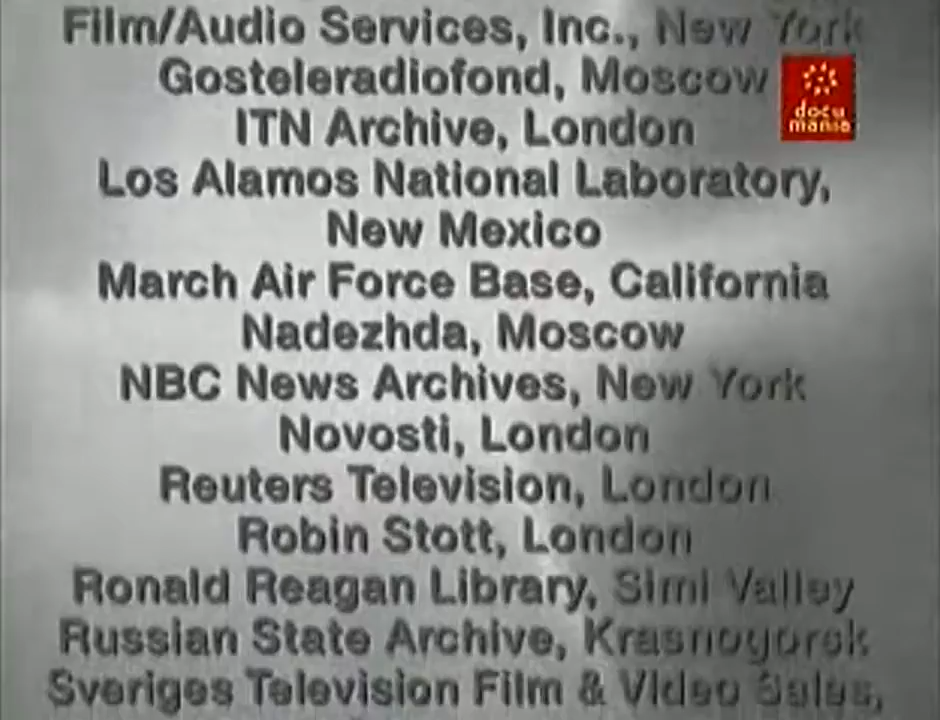 Film/Audio Services, Inc., New York
Gosteleradiofond, Moscow
ITN Archive, London
docu
mania
Los Alamos National Laboratory,
New Mexico
March Air Force Base, California
Nadezhda, Moscow
NBC News Archives, New York
Novosti, London
Reuters Television, London
Robin Stott, London
Ronald Reagan Library, Simi Valley
Russian State Archive, Krasnogorsk
Sveriges Television Film & Video Sales,